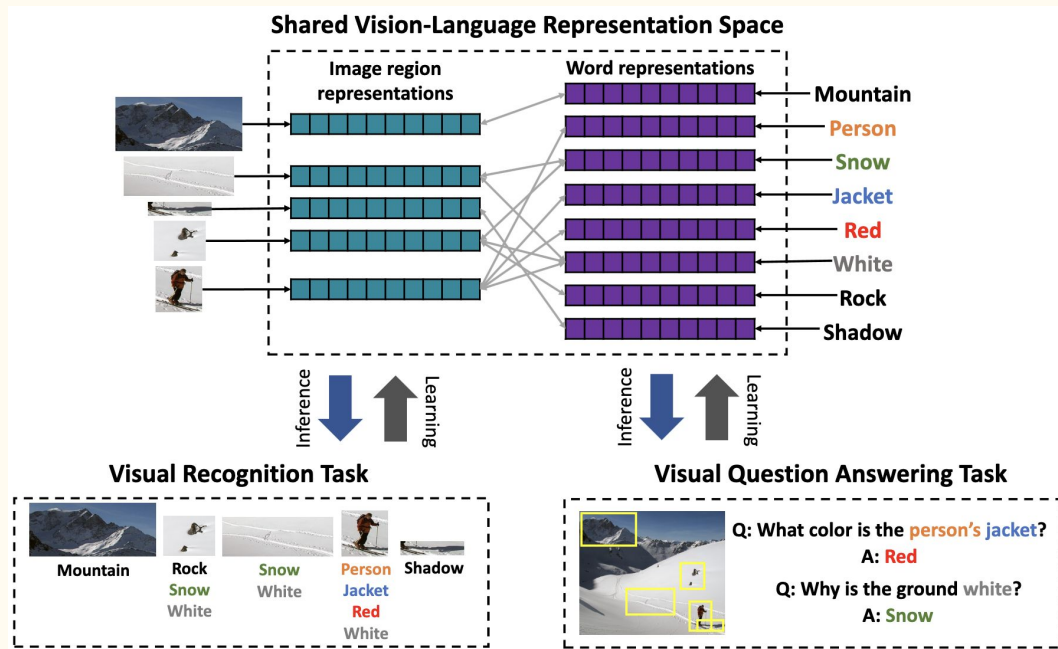 Shared Vision-Language Representation Space
Image region
representations
Word representations
Mountain
Person
Snow
Jacket
Red
White
Rock
Shadow
Inference
Learning
Inference
Learning
Visual Recognition Task
Mountain
Rock
Snow
White
Snow
White
Person
Jacket
Red
White
Shadow
Visual Question Answering Task
Q: What color is the person's jacket?
A: Red
Q: Why is the ground white?
A: Snow